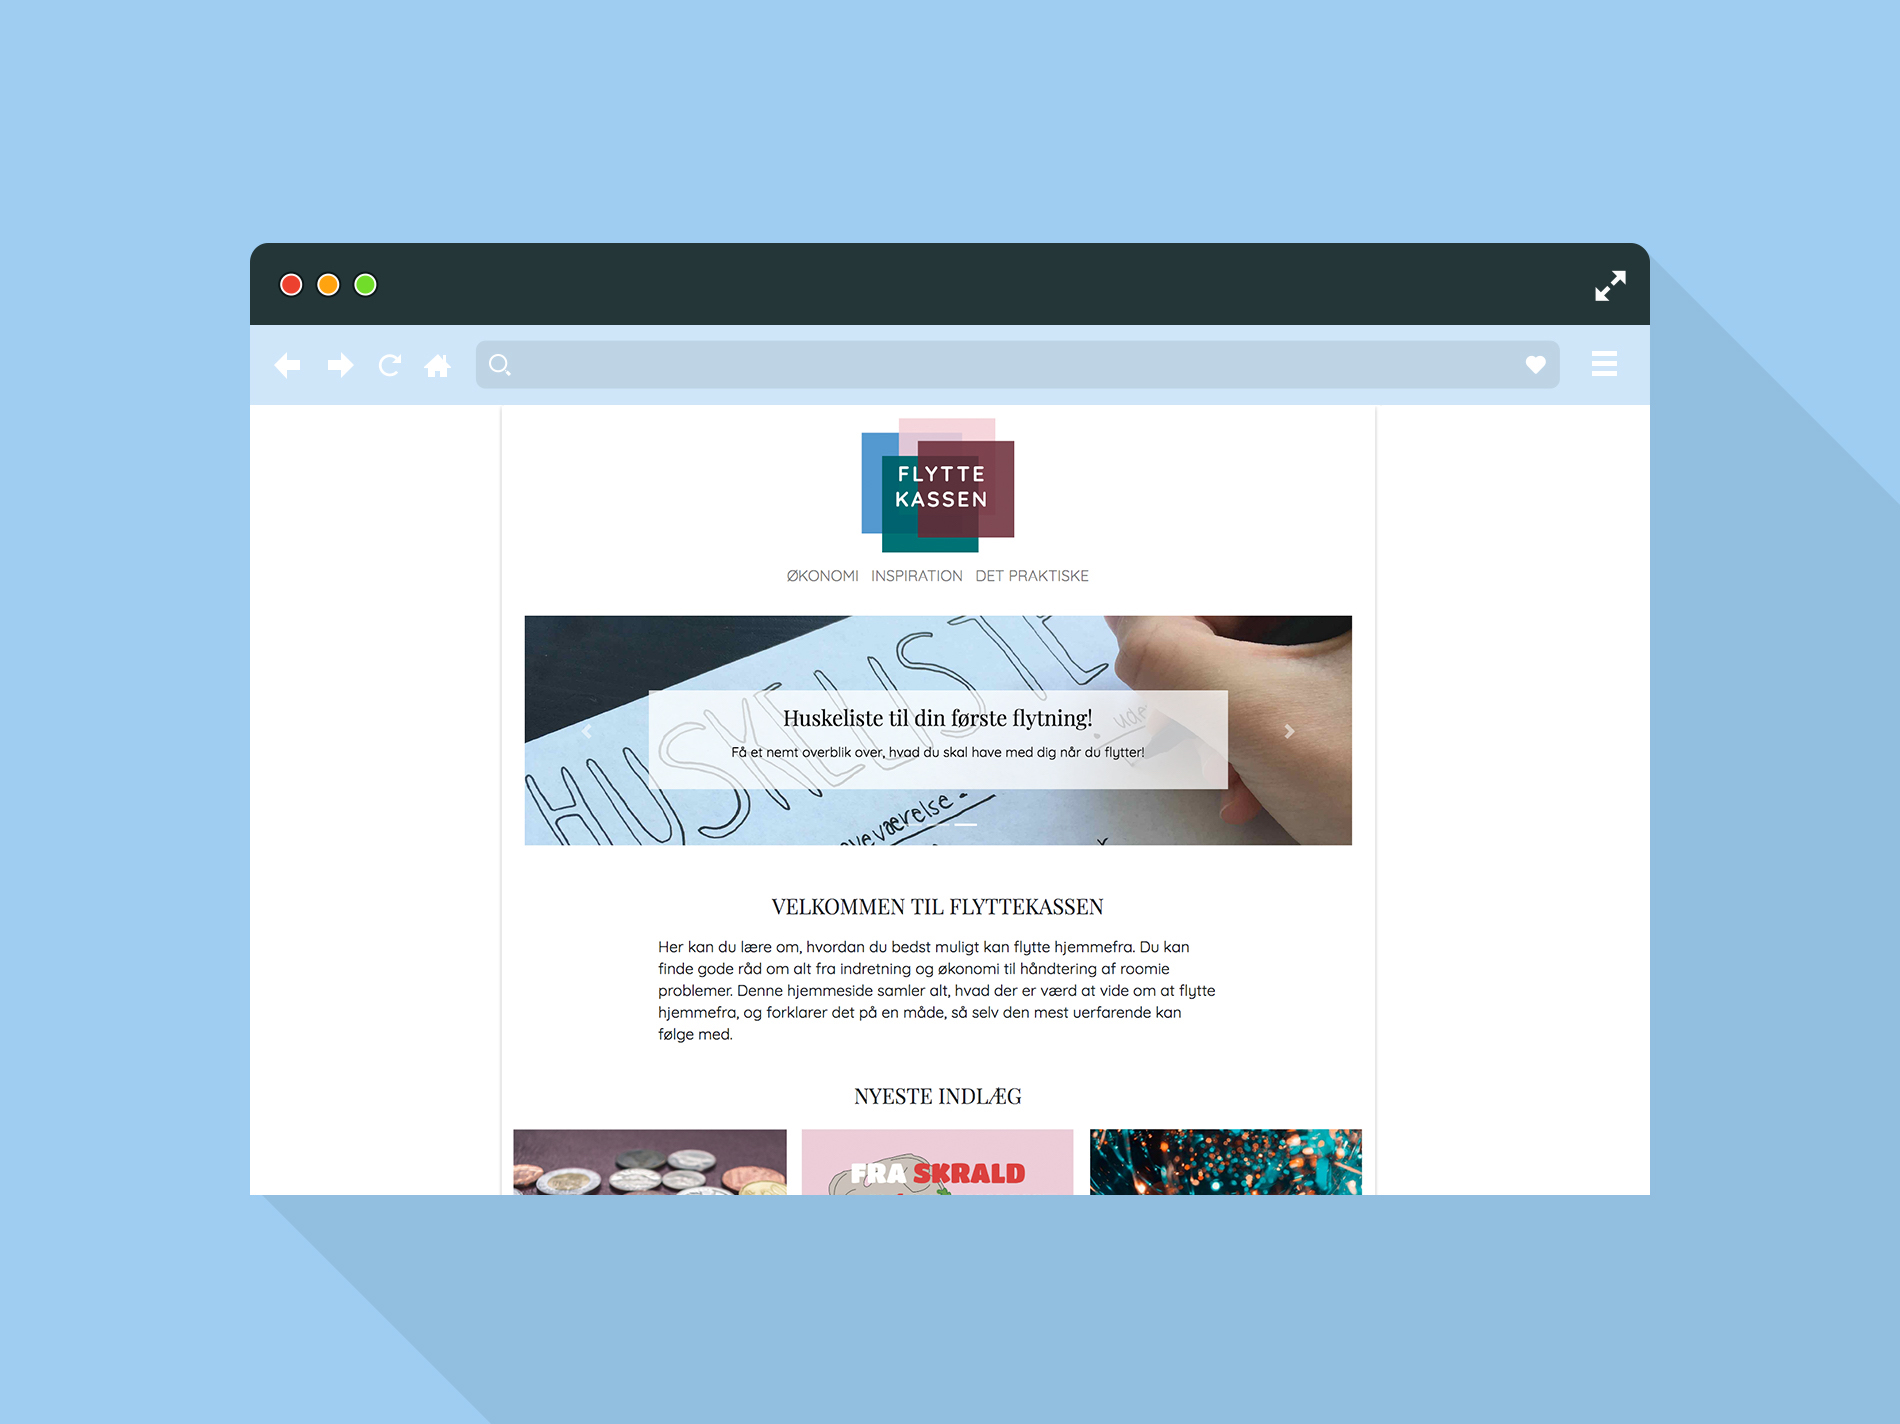 FLYTTE
KASSEN
ØKONOMI INSPIRATION DET PRAKTISKE
HUSKELISTE
Huskeliste til din første flytning!
ude
Få et nemt overblik over, hvad du skal have med dig når du flytter!
VELKOMMEN TIL FLYTTEKASSEN
Her kan du lære om, hvordan du bedst muligt kan flytte hjemmefra. Du kan
finde gode råd om alt fra indretning og økonomi til håndtering af roomie
problemer. Denne hjemmeside samler alt, hvad der er værd at vide om at flytte
hjemmefra, og forklarer det på en måde, så selv den mest uerfarende kan
følge med.
NYESTE INDLÆG
FRA SKRALD